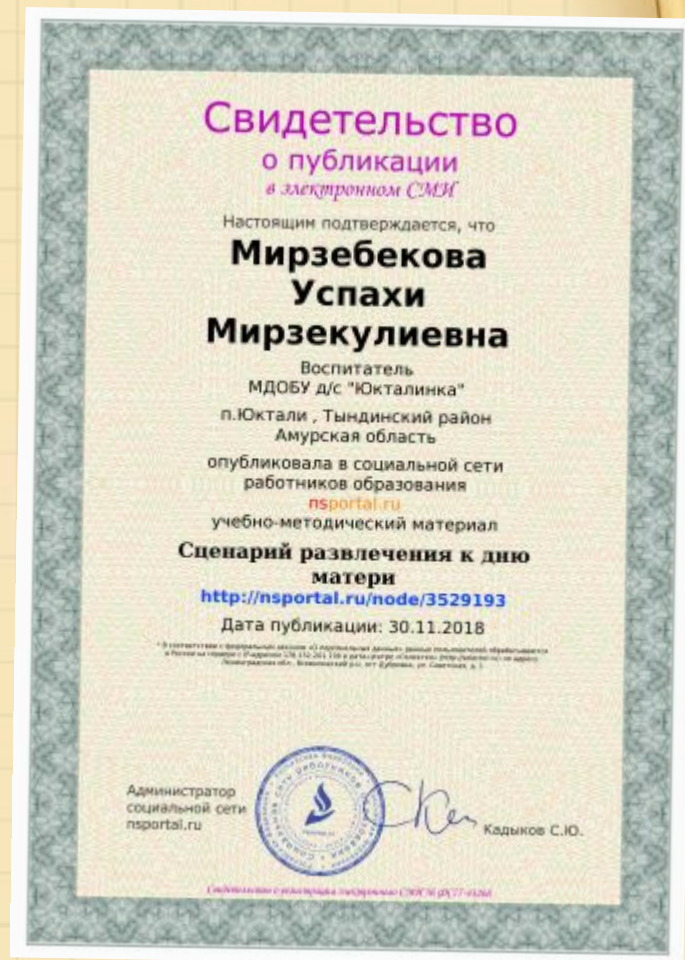 Свидетельство
о публикации
в электронном СМИ
Настоящим подтверждается, что
Мирзебекова
Успахи
Мирзекулиевна
Воспитатель
МДОБУ д/с "Юкталинка"
п.Юктали , Тындинский район
Амурская область
опубликовала в социальной сети
работников образования
nsportal.ru
учебно-методический материал
Сценарий развлечения к дню
матери
http://nsportal.ru/node/3529193
Дата публикации: 30.11.2018
Администратор
социальной сети
nsportal.ru
Кадыков С.Ю.